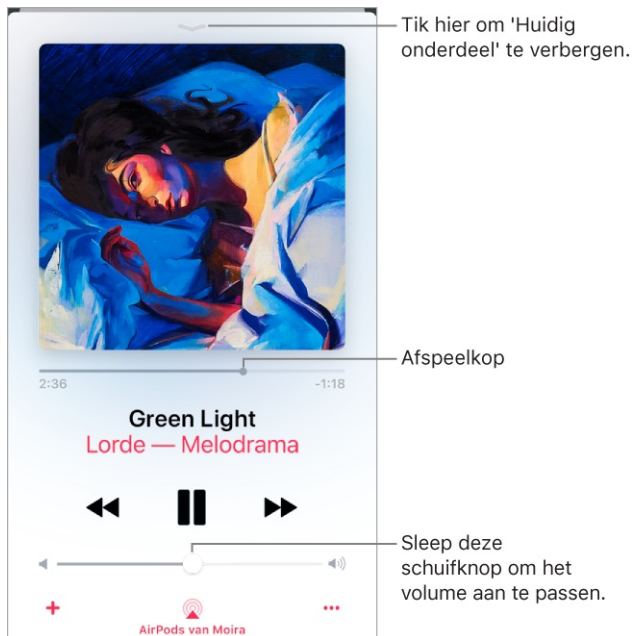 Tik hier om 'Huidig
onderdeel' te verbergen.
Afspeelkop
2:36
-1:18
Green Light
Lorde — Melodrama
Sleep deze
schuifknop om het
volume aan te passen.
AirPods van Moira